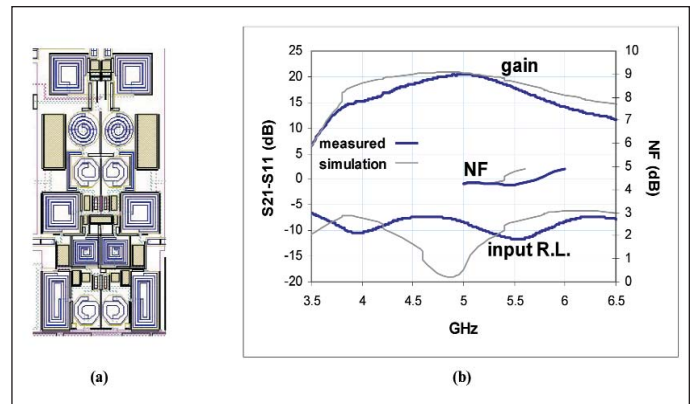 25
20
15
10
5
0
-5
-10
-15
-20
S21-S11 (dB)
gain
measured
simulation
NF
input R.L.
10
9
8
7
6
5
4
3
2
1
0
NF (dB)
3.5 4 4.5 5 5.5 6 6.5
GHz
(a) (b)